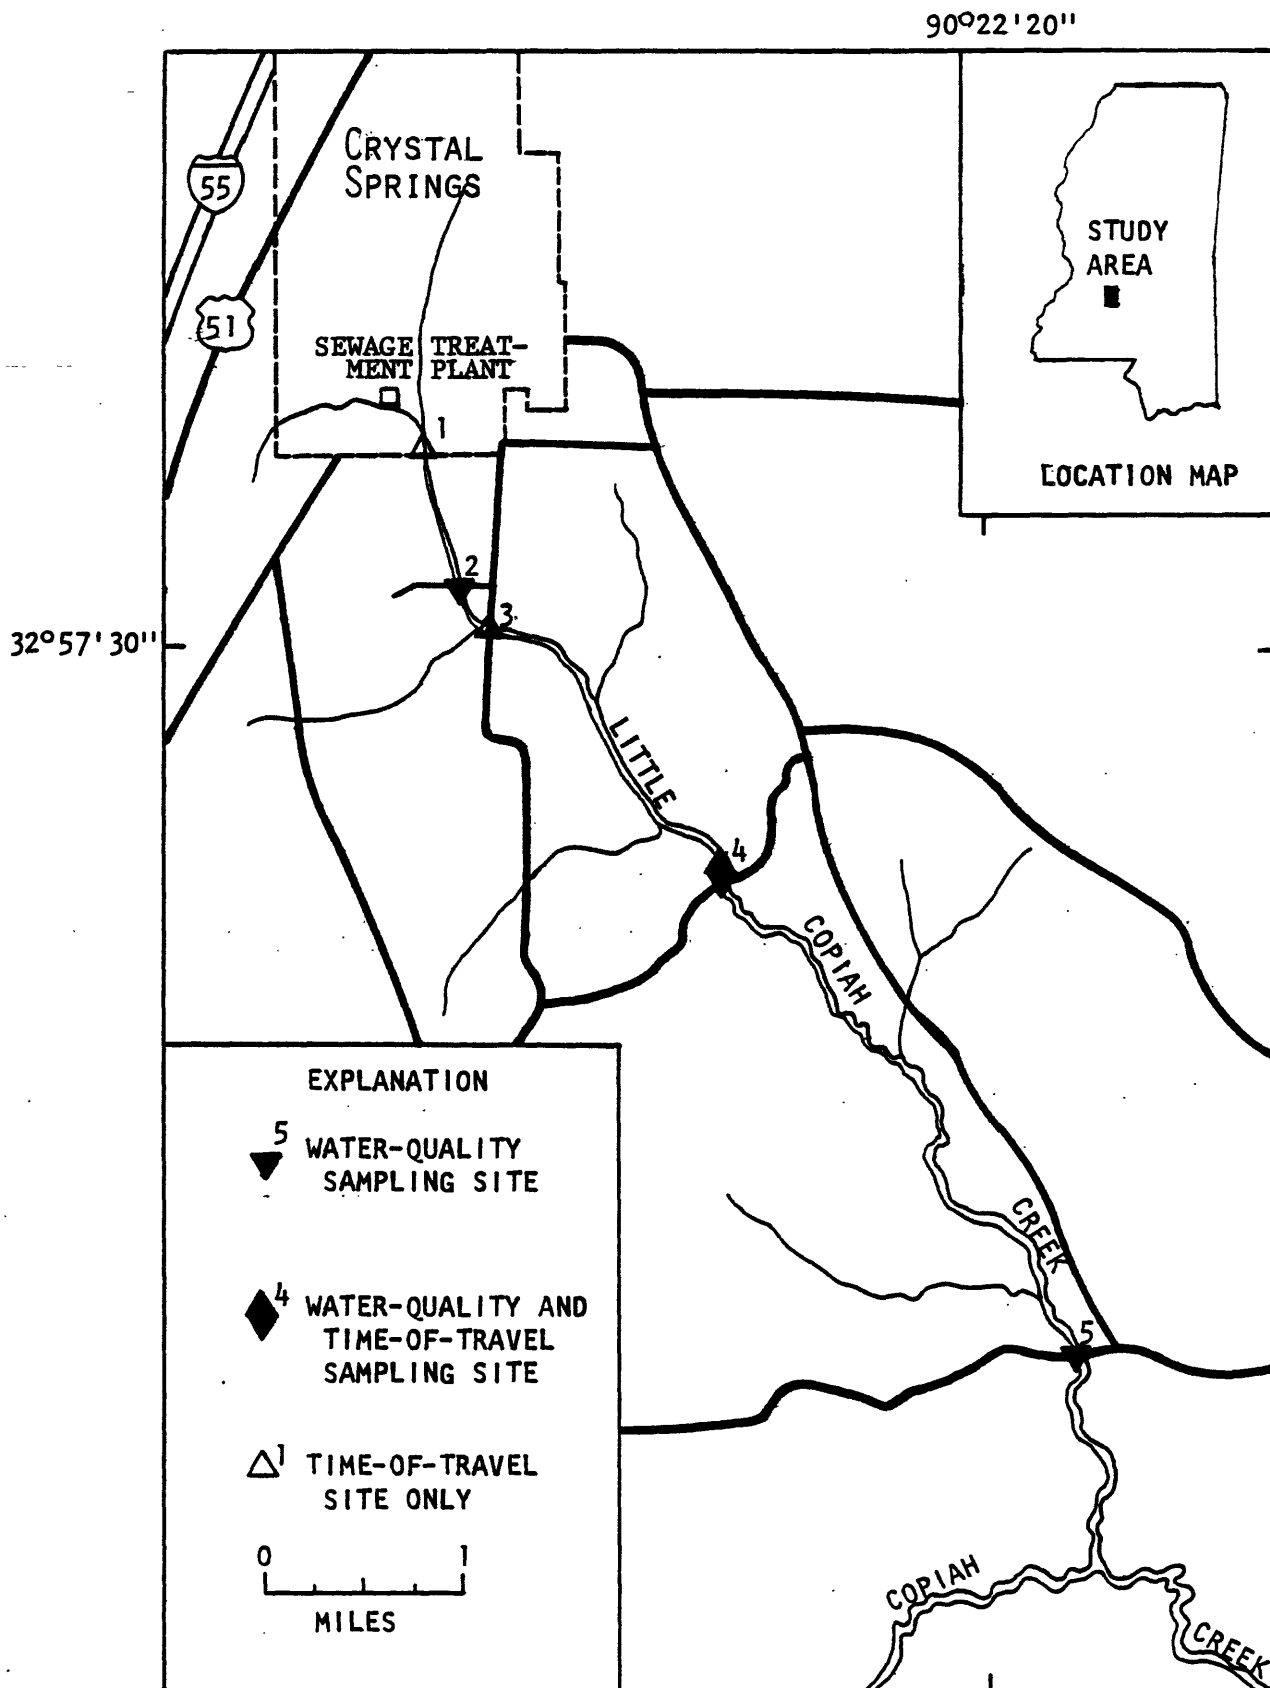 90°22'20"
CRYSTAL
SPRINGS
55
STUDY
AREA
51
SEWAGE TREAT-
MENT PLANT
1
LOCATION MAP
2
3
32°57'30"
LITTLE
4
COPIAH
EXPLANATION
5 WATER-QUALITY
SAMPLING SITE
CREEK
4 WATER-QUALITY AND
TIME-OF-TRAVEL
SAMPLING SITE
5
1 TIME-OF-TRAVEL
SITE ONLY
0 1
MILES
COPIAH
CREEK